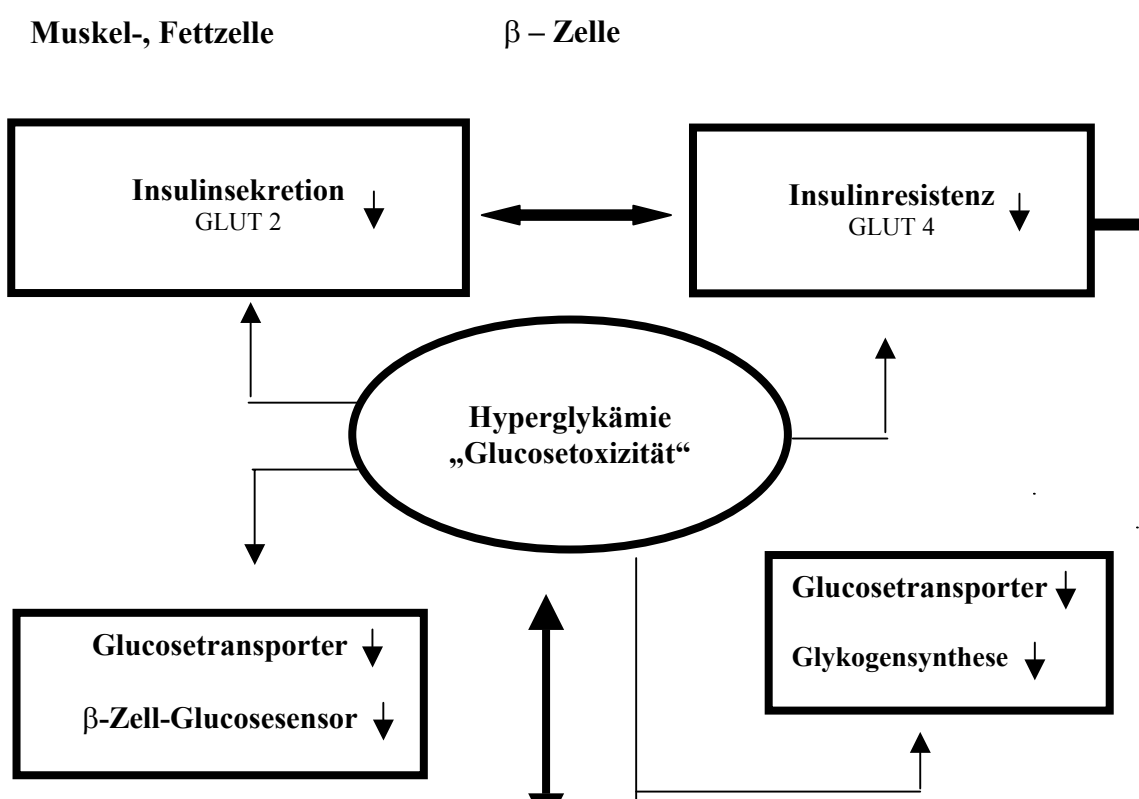 Muskel-, Fettzelle
β – Zelle
Insulinsekretion ↓
GLUT 2
Insulinresistenz ↓
GLUT 4
Hyperglykämie
„Glucosetoxizität“
Glucosetransporter ↓
Glykogensynthese ↓
Glucosetransporter ↓
β-Zell-Glucosesensor ↓